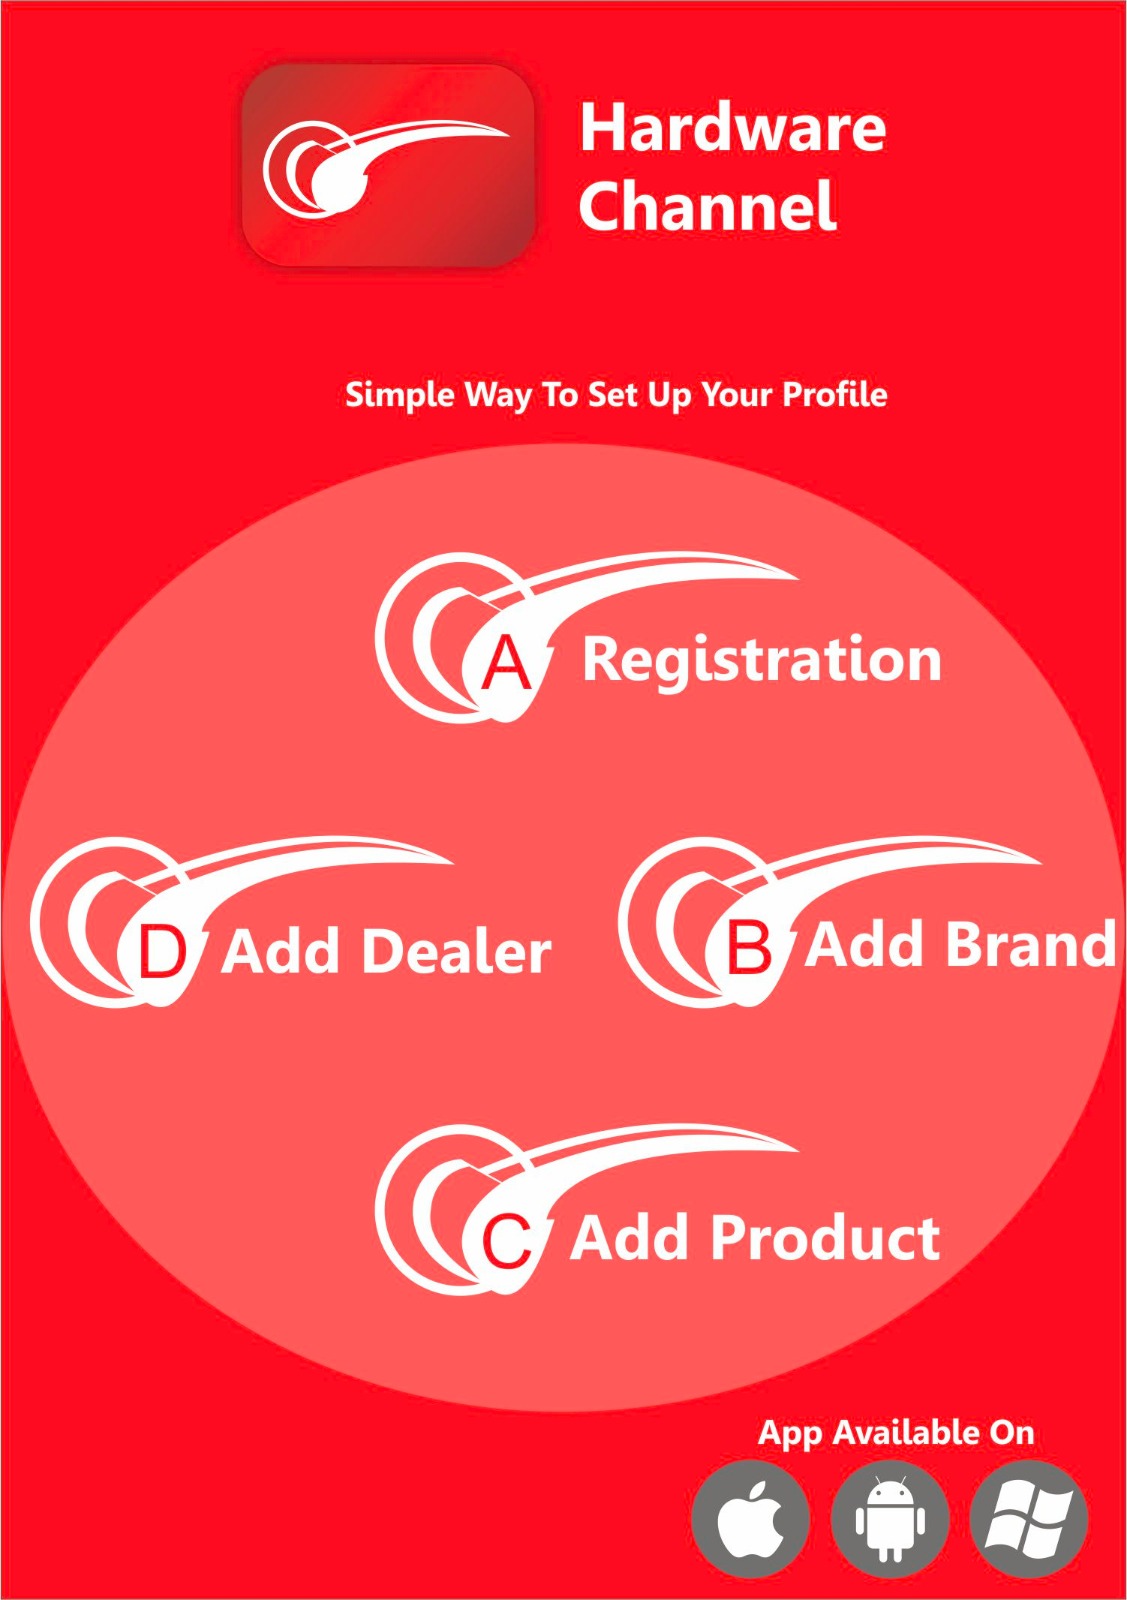 Hardware
Channel
Simple Way To Set Up Your Profile
A Registration
D Add Dealer
B Add Brand
C Add Product
App Available On